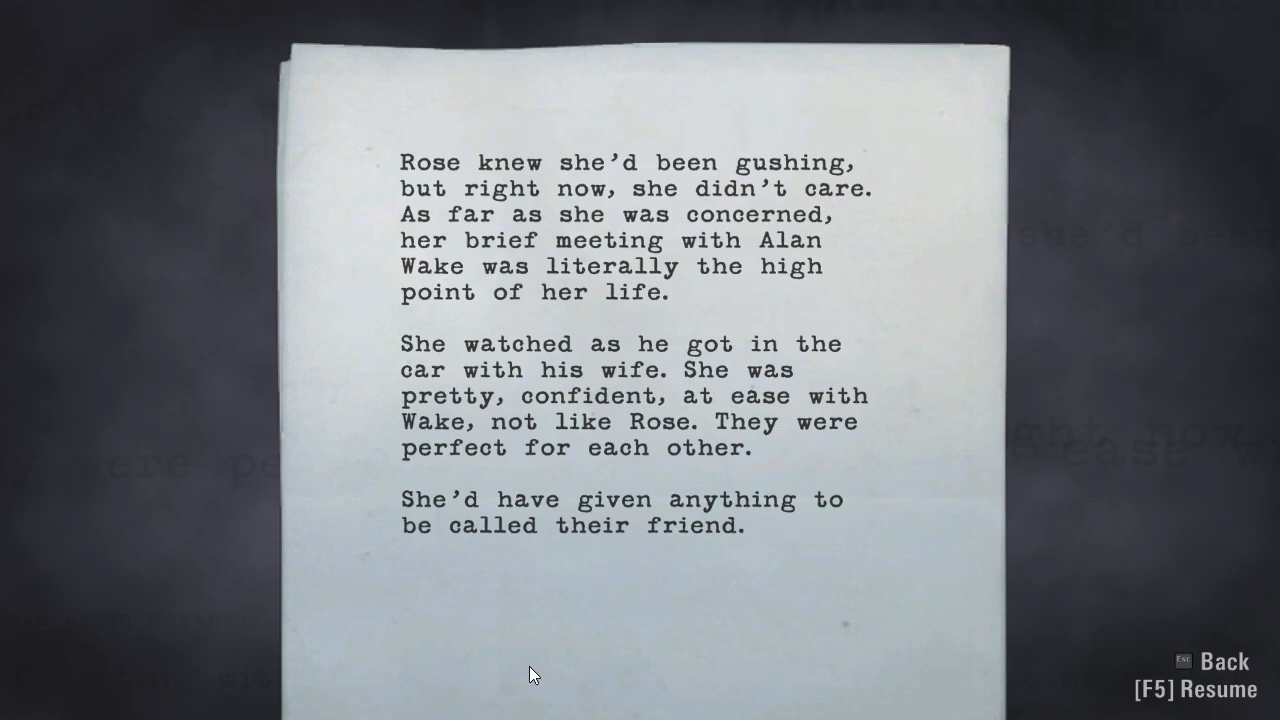 Rose knew she'd been gushing,
but right now, she didn't care.
As far as she was concerned,
her brief meeting with Alan
Wake was literally the high
point of her life.
She watched as he got in the
car with his wife. She was
pretty, confident, at ease with
Wake, not like Rose. They were
perfect for each other.
She'd have given anything to
be called their friend.
Esc Back
[F5] Resume